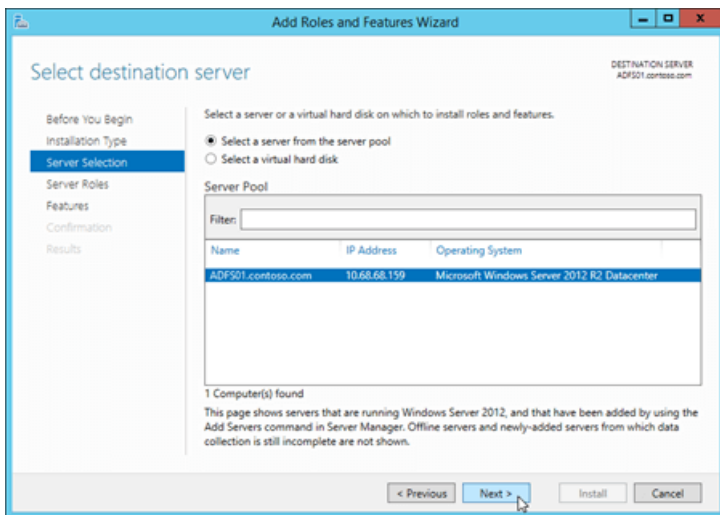 Add Roles and Features Wizard
Select destination server
DESTINATION SERVER
ADFS01.contoso.com
Before You Begin
Installation Type
Server Selection
Server Roles
Features
Confirmation
Results
Select a server or a virtual hard disk on which to install roles and features.
Select a server from the server pool
Select a virtual hard disk
Server Pool
Filter:
Name IP Address Operating System
ADFS01.contoso.com 10.68.68.159 Microsoft Windows Server 2012 R2 Datacenter
1 Computer(s) found
This page shows servers that are running Windows Server 2012, and that have been added by using the
Add Servers command in Server Manager. Offline servers and newly-added servers from which data
collection is still incomplete are not shown.
< Previous Next > Install Cancel